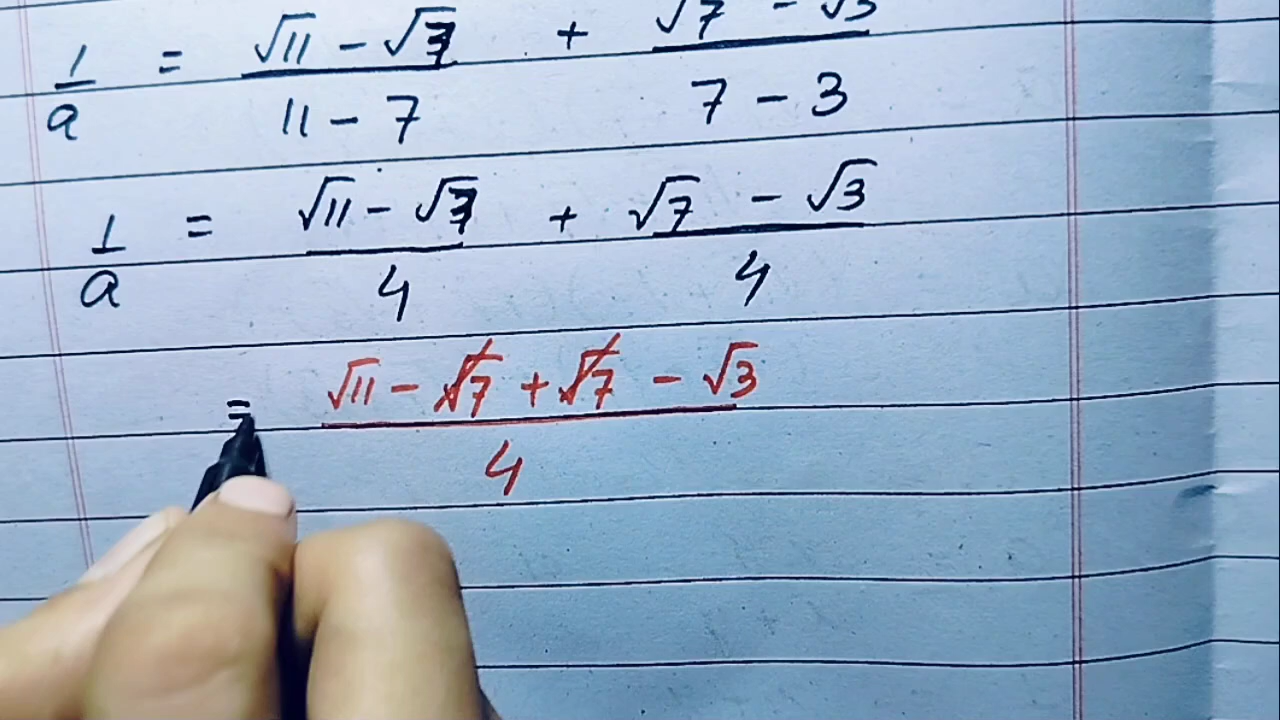 1/a = (√11 - √7)/(11 - 7) + (√7 - √3)/(7 - 3)
1/a = (√11 - √7)/4 + (√7 - √3)/4
= (√11 - √7 + √7 - √3)/4